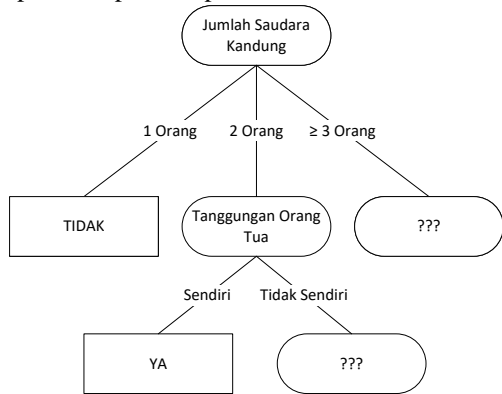 Jumlah Saudara
Kandung
1 Orang
2 Orang
≥ 3 Orang
TIDAK
Tanggungan Orang
Tua
???
Sendiri
Tidak Sendiri
YA
???